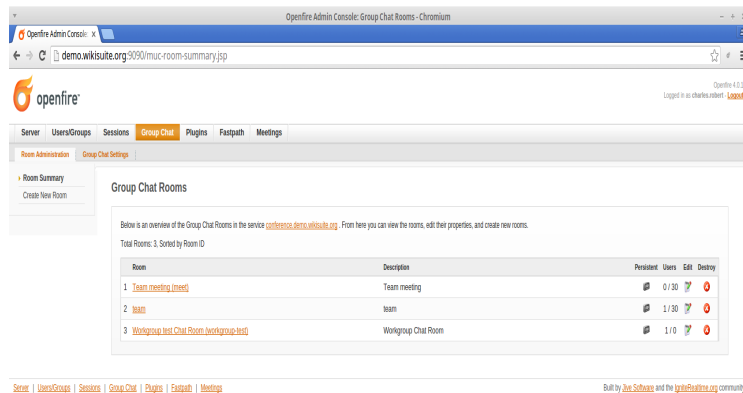 Openfire Admin Console: Group Chat Rooms - Chromium
Openfire Admin Console: x
demo.wikisuite.org:9090/muc-room-summary.jsp
openfire
Openfire 4.0.1
Logged in as charles.robert - Logout
Server Users/Groups Sessions Group Chat Plugins Fastpath Meetings
Room Administration Group Chat Settings
Room Summary
Create New Room
Group Chat Rooms
Below is an overview of the Group Chat Rooms in the service conference.demo.wikisuite.org . From here you can view the rooms, edit their properties, and create new rooms.
Total Rooms: 3, Sorted by Room ID
Room Description Persistent Users Edit Destroy
1 Team meeting (meet) Team meeting 0 / 30
2 team team 1 / 30
3 Workgroup test Chat Room (workgroup-test) Workgroup Chat Room 1 / 0
Server | Users/Groups | Sessions | Group Chat | Plugins | Fastpath | Meetings
Built by Jive Software and the IgniteRealtime.org community